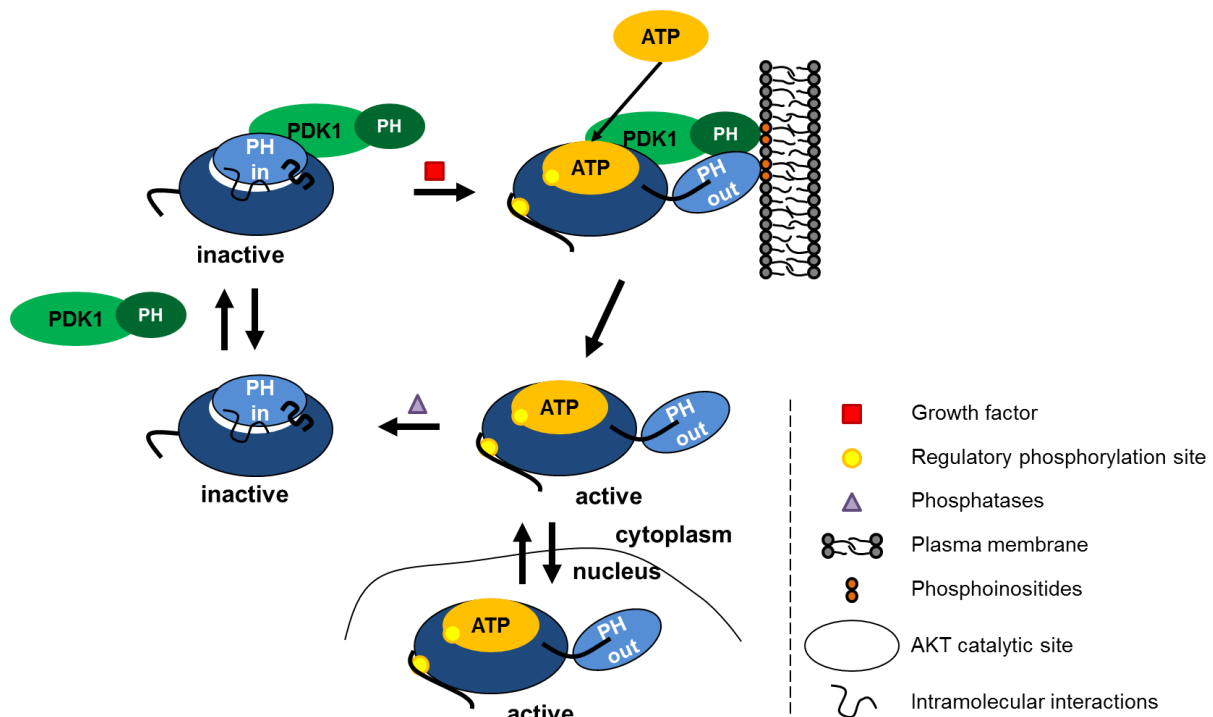 ATP
PDK1
PH
PH
in
inactive
PDK1
PH
ATP
PH
out
PDK1
PH
PH
in
inactive
ATP
PH
out
active
cytoplasm
nucleus
ATP
PH
out
active
Growth factor
Regulatory phosphorylation site
Phosphatases
Plasma membrane
Phosphoinositides
AKT catalytic site
Intramolecular interactions